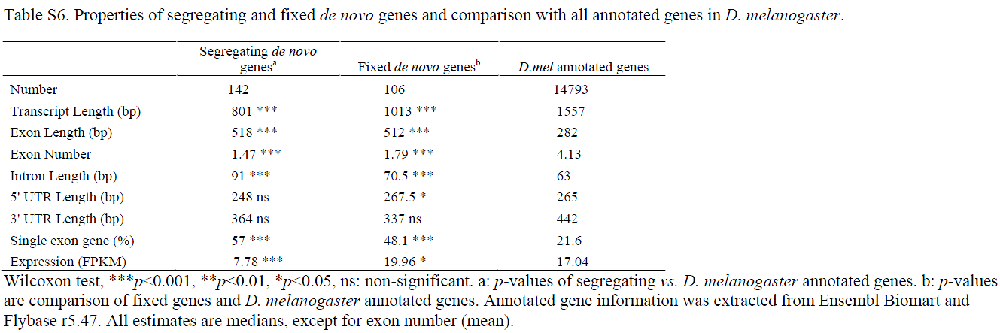 Table S6. Properties of segregating and fixed de novo genes and comparison with all annotated genes in D. melanogaster.
Segregating de novo genesᵃ Fixed de novo genesᵇ D.mel annotated genes
Number 142 106 14793
Transcript Length (bp) 801 *** 1013 *** 1557
Exon Length (bp) 518 *** 512 *** 282
Exon Number 1.47 *** 1.79 *** 4.13
Intron Length (bp) 91 *** 70.5 *** 63
5' UTR Length (bp) 248 ns 267.5 * 265
3' UTR Length (bp) 364 ns 337 ns 442
Single exon gene (%) 57 *** 48.1 *** 21.6
Expression (FPKM) 7.78 *** 19.96 * 17.04
Wilcoxon test, ***p<0.001, **p<0.01, *p<0.05, ns: non-significant. a: p-values of segregating vs. D. melanogaster annotated genes. b: p-values
are comparison of fixed genes and D. melanogaster annotated genes. Annotated gene information was extracted from Ensembl Biomart and
Flybase r5.47. All estimates are medians, except for exon number (mean).